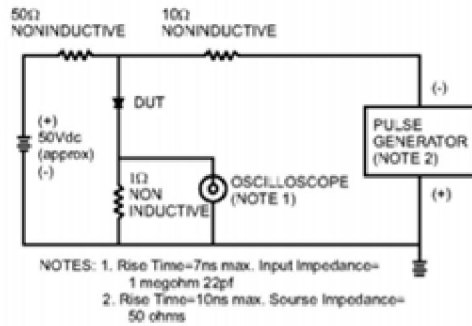 50Ω
NONINDUCTIVE
10Ω
NONINDUCTIVE
(+)
50Vdc
(approx)
(-)
DUT
1Ω
NON
INDUCTIVE
OSCILLOSCOPE
(NOTE 1)
(-)
PULSE
GENERATOR
(NOTE 2)
(+)
NOTES: 1. Rise Time=7ns max. Input Impedance=
1 megohm 22pf
2. Rise Time=10ns max. Sourse Impedance=
50 ohms